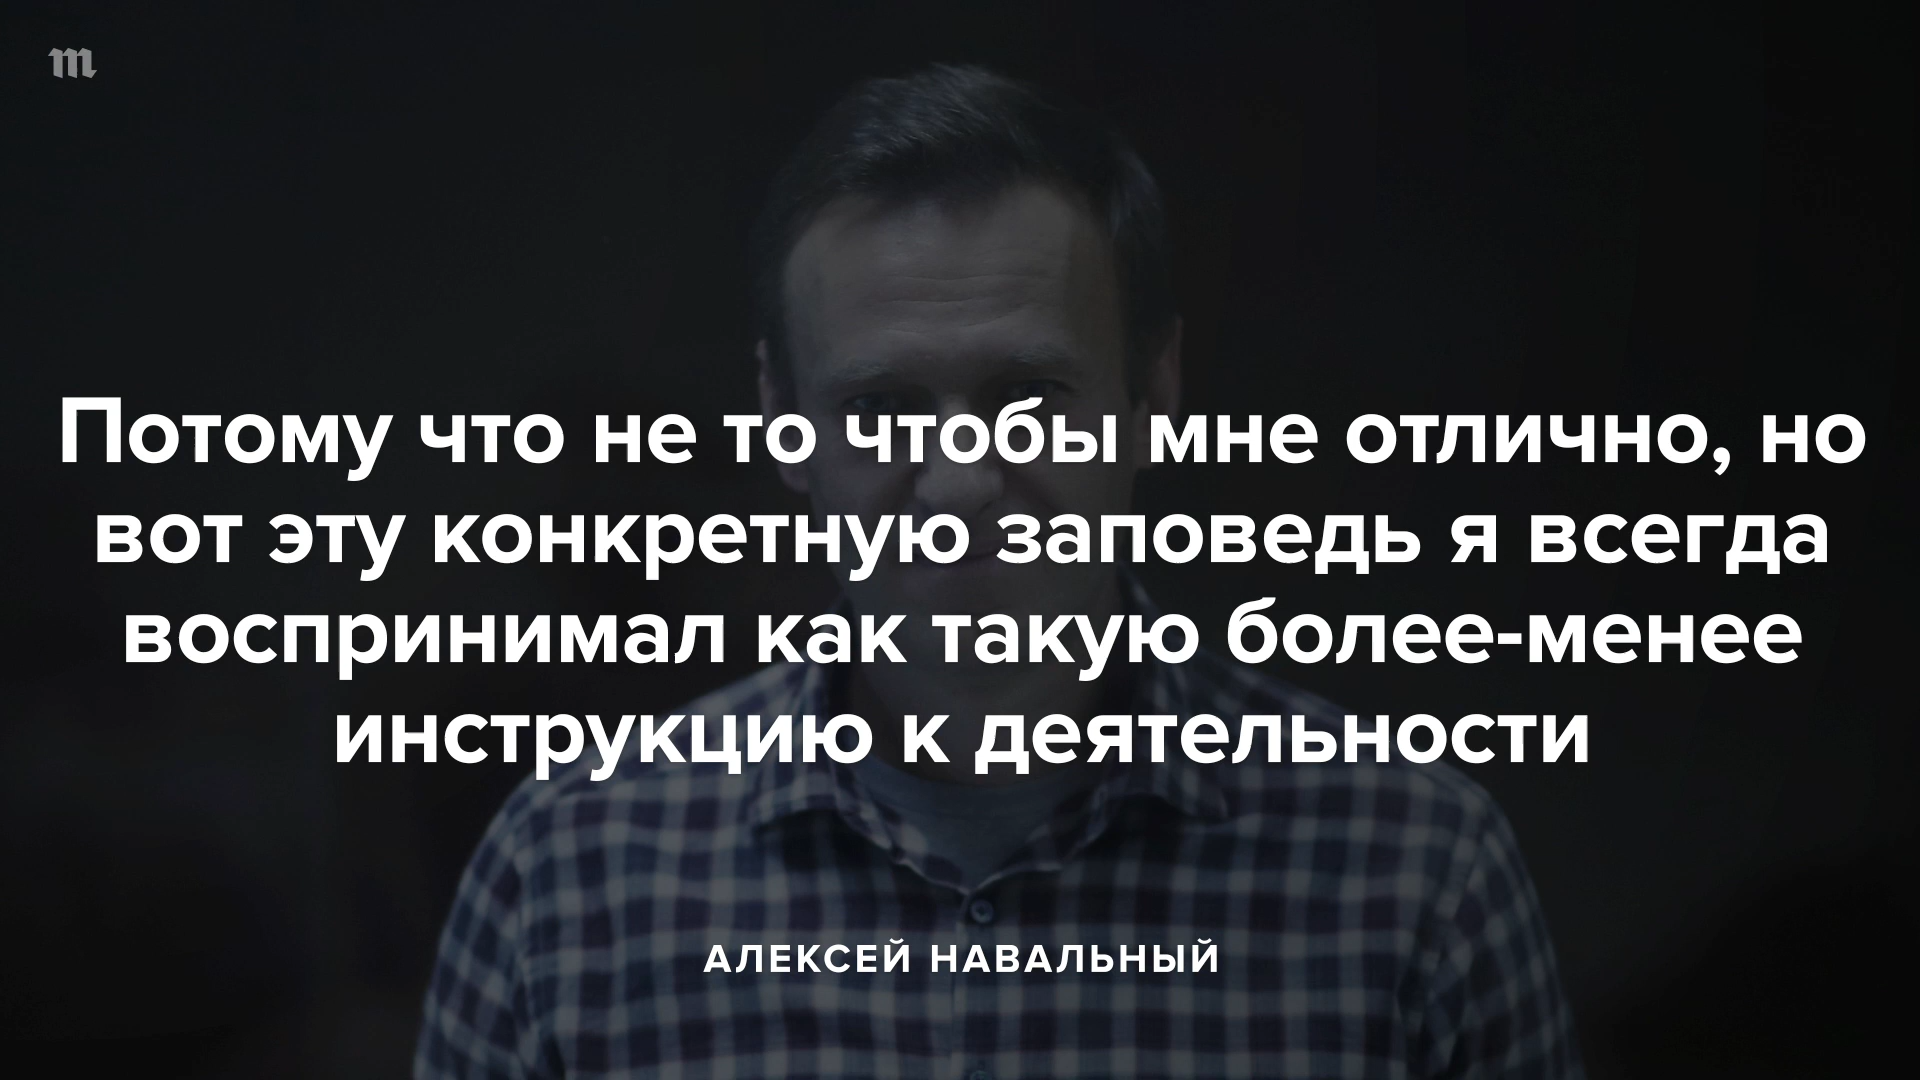 m
Потому что не то чтобы мне отлично, но
вот эту конкретную заповедь я всегда
воспринимал как такую более-менее
инструкцию к деятельности
АЛЕКСЕЙ НАВАЛЬНЫЙ